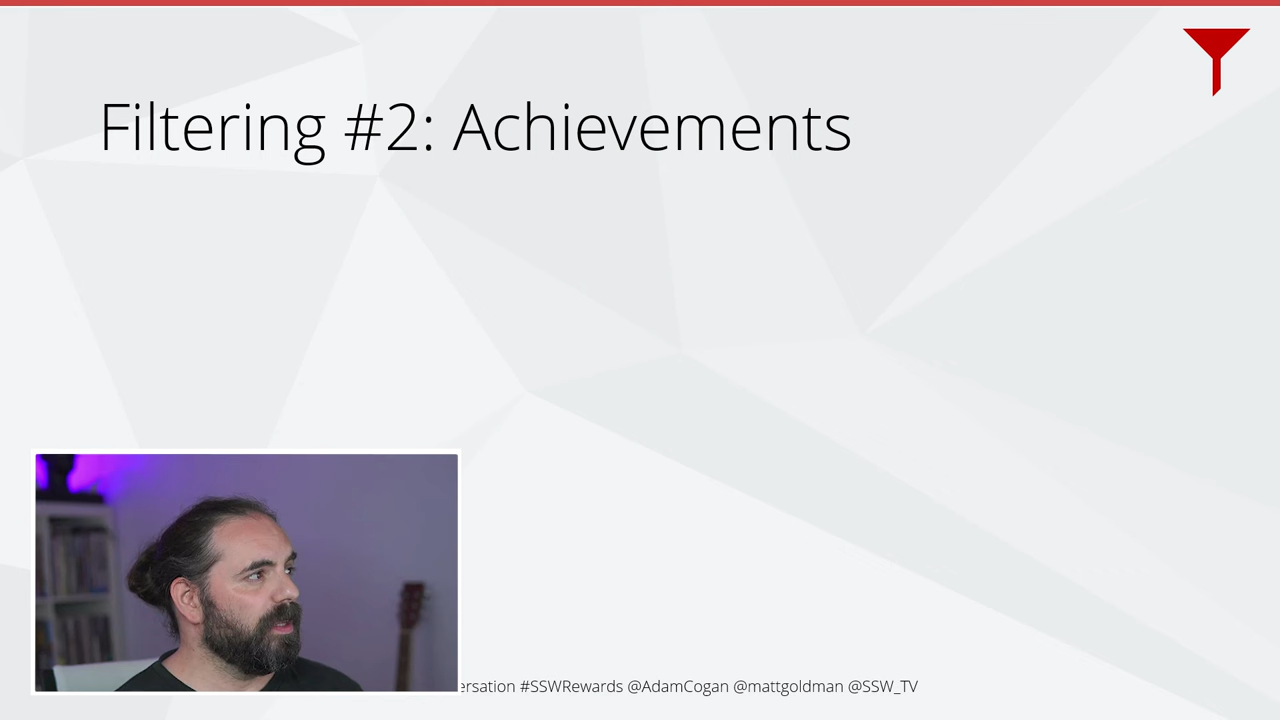 Filtering #2: Achievements
ersation #SSWRewards @AdamCogan @mattgoldman @SSW_TV